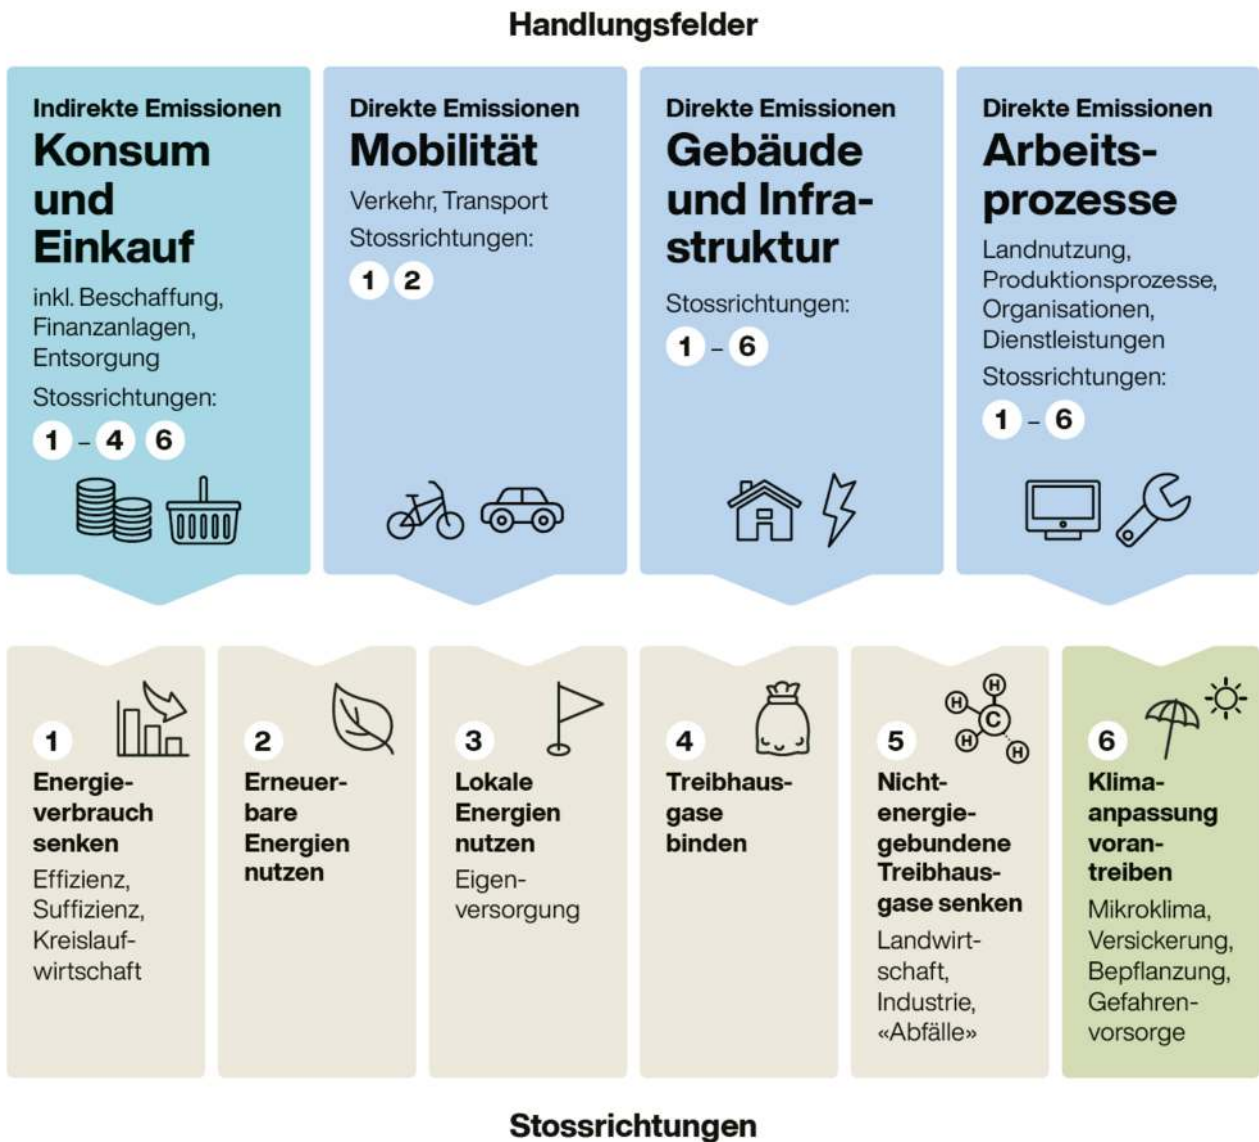 Handlungsfelder
Indirekte Emissionen
Konsum
und
Einkauf
inkl. Beschaffung,
Finanzanlagen,
Entsorgung
Stossrichtungen:
1 – 4 6
Direkte Emissionen
Mobilität
Verkehr, Transport
Stossrichtungen:
1 2
Direkte Emissionen
Gebäude
und Infra-
struktur
Stossrichtungen:
1 – 6
Direkte Emissionen
Arbeits-
prozesse
Landnutzung,
Produktionsprozesse,
Organisationen,
Dienstleistungen
Stossrichtungen:
1 – 6
1
Energie-
verbrauch
senken
Effizienz,
Suffizienz,
Kreislauf-
wirtschaft
2
Erneuer-
bare
Energien
nutzen
3
Lokale
Energien
nutzen
Eigen-
versorgung
4
Treibhaus-
gase
binden
H
H
C
H
H
5
Nicht-
energie-
gebundene
Treibhaus-
gase senken
Landwirt-
schaft,
Industrie,
«Abfälle»
6
Klima-
anpassung
voran-
treiben
Mikroklima,
Versickerung,
Bepflanzung,
Gefahren-
vorsorge
Stossrichtungen